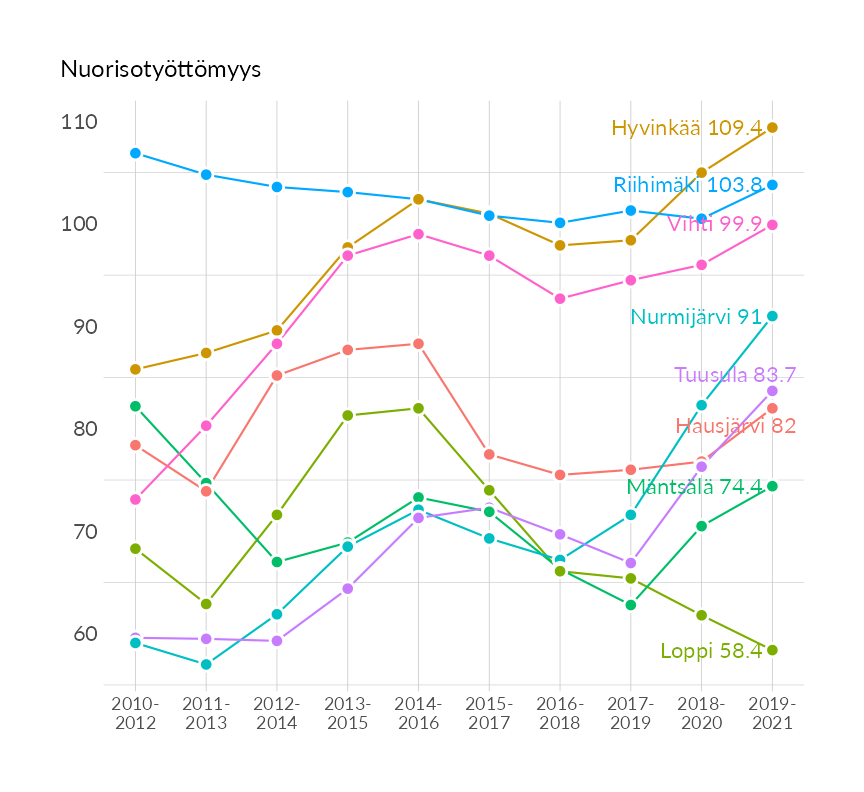 Nuorisotyöttömyys
110
100
90
80
70
60
Hyvinkää 109.4
Riihimäki 103.8
Vihti 99.9
Nurmijärvi 91
Tuusula 83.7
Hausjärvi 82
Mäntsälä 74.4
Loppi 58.4
2010- 2011- 2012- 2013- 2014- 2015- 2016- 2017- 2018- 2019-
2012 2013 2014 2015 2016 2017 2018 2019 2020 2021